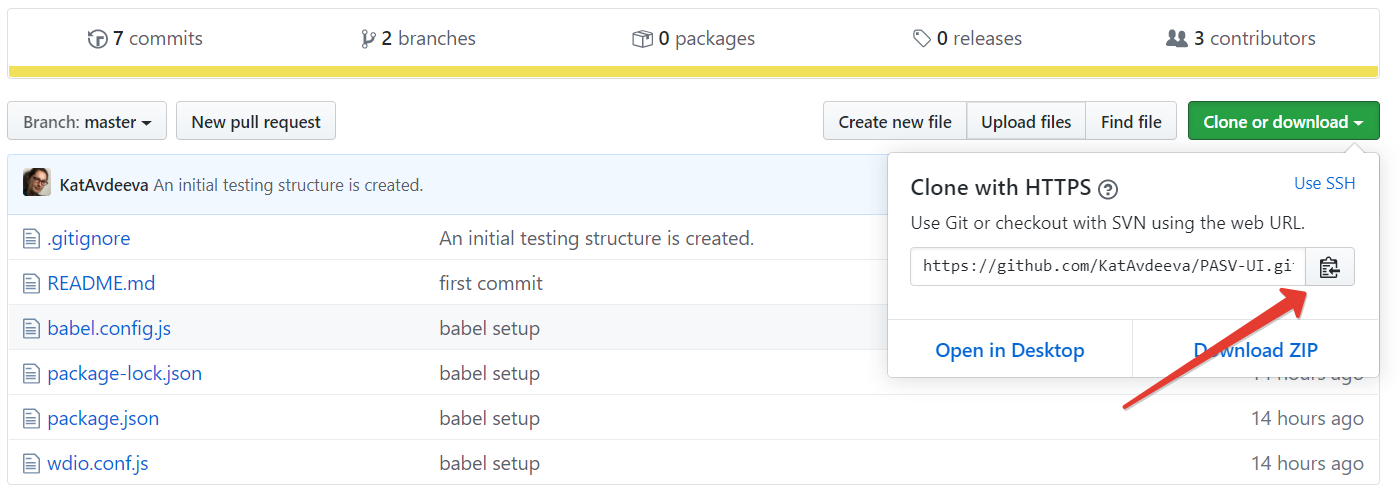 7 commits 2 branches 0 packages 0 releases 3 contributors
Branch: master New pull request Create new file Upload files Find file Clone or download
KatAvdeeva An initial testing structure is created.
Clone with HTTPS ? Use SSH
Use Git or checkout with SVN using the web URL.
https://github.com/KatAvdeeva/PASV-UI.gi
Open in Desktop Download ZIP
.gitignore An initial testing structure is created.
README.md first commit
babel.config.js babel setup
package-lock.json babel setup 14 hours ago
package.json babel setup 14 hours ago
wdio.conf.js babel setup 14 hours ago